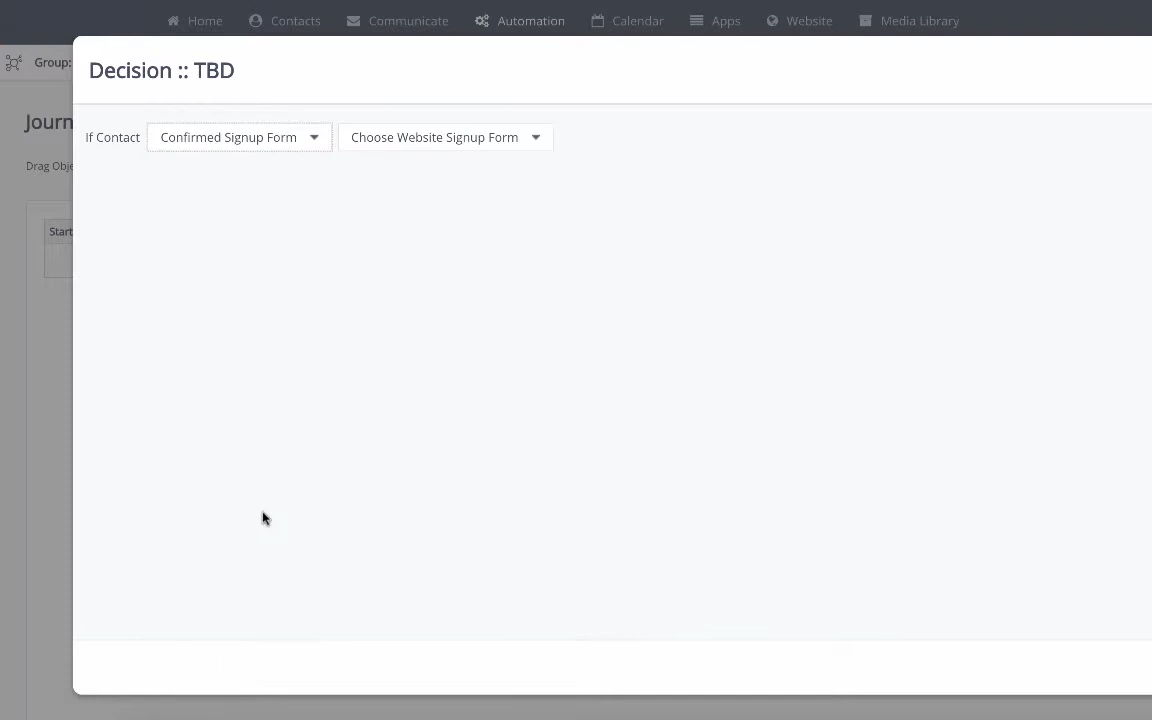 Home Contacts Communicate Automation Calendar Apps Website Media Library
Group:
Decision :: TBD
Journ
If Contact Confirmed Signup Form Choose Website Signup Form
Drag Obje
Start